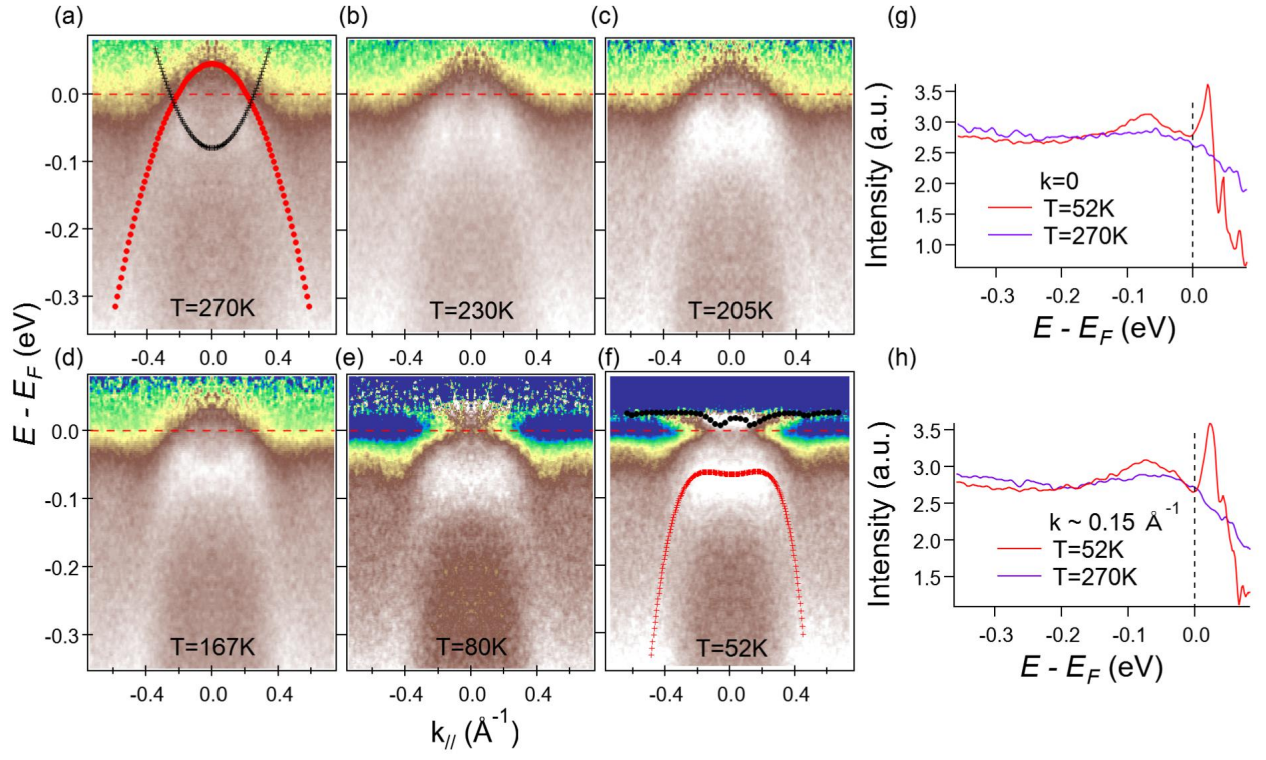 (a)
(b)
(c)
(g)
0.0
-0.1
-0.2
-0.3
T=270K
T=230K
T=205K
-0.4 0.0 0.4
-0.4 0.0 0.4
-0.4 0.0 0.4
3.5
3.0
2.5
2.0
1.5
1.0
Intensity (a.u.)
k=0
T=52K
T=270K
-0.3 -0.2 -0.1 0.0
E - E_F (eV)
E - E_F (eV)
(d)
(e)
(f)
(h)
0.0
-0.1
-0.2
-0.3
T=167K
T=80K
T=52K
-0.4 0.0 0.4
-0.4 0.0 0.4
-0.4 0.0 0.4
k_// (Å⁻¹)
3.5
3.0
2.5
2.0
1.5
Intensity (a.u.)
k ~ 0.15 Å⁻¹
T=52K
T=270K
-0.3 -0.2 -0.1 0.0
E - E_F (eV)